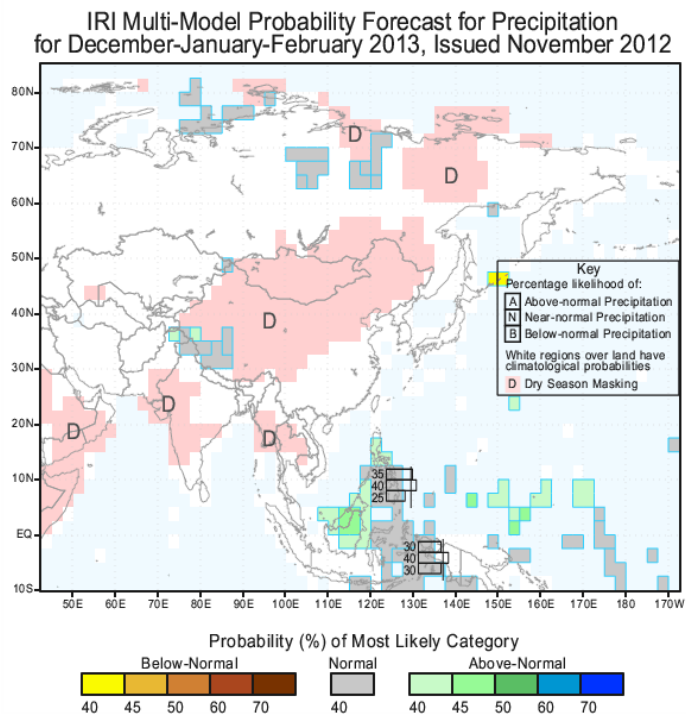 IRI Multi-Model Probability Forecast for Precipitation
for December-January-February 2013, Issued November 2012
80N
70N
60N
50N
40N
30N
20N
10N
EQ
10S
50E 60E 70E 80E 90E 100E 110E 120E 130E 140E 150E 160E 170E 180 170W
D
D
D
D
D
D
35
40
25
30
40
30
Key
Percentage likelihood of:
A Above-normal Precipitation
N Near-normal Precipitation
B Below-normal Precipitation
White regions over land have
climatological probabilities
D Dry Season Masking
Probability (%) of Most Likely Category
Below-Normal Normal Above-Normal
40 45 50 60 70 40 40 45 50 60 70